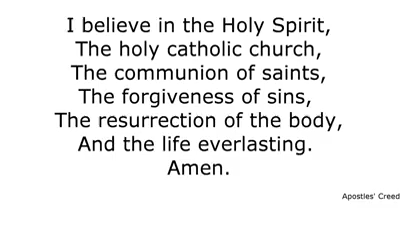 I believe in the Holy Spirit,
The holy catholic church,
The communion of saints,
The forgiveness of sins,
The resurrection of the body,
And the life everlasting.
Amen.
Apostles' Creed